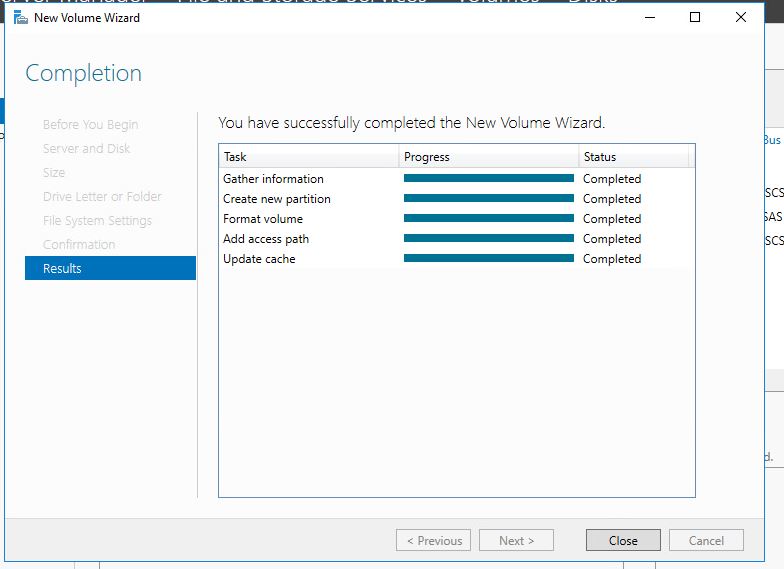 New Volume Wizard
Completion
Before You Begin
Server and Disk
Size
Drive Letter or Folder
File System Settings
Confirmation
Results
You have successfully completed the New Volume Wizard.
Task Progress Status
Gather information Completed
Create new partition Completed
Format volume Completed
Add access path Completed
Update cache Completed
< Previous Next > Close Cancel
Bus
SCS
SAS
SCS
d.